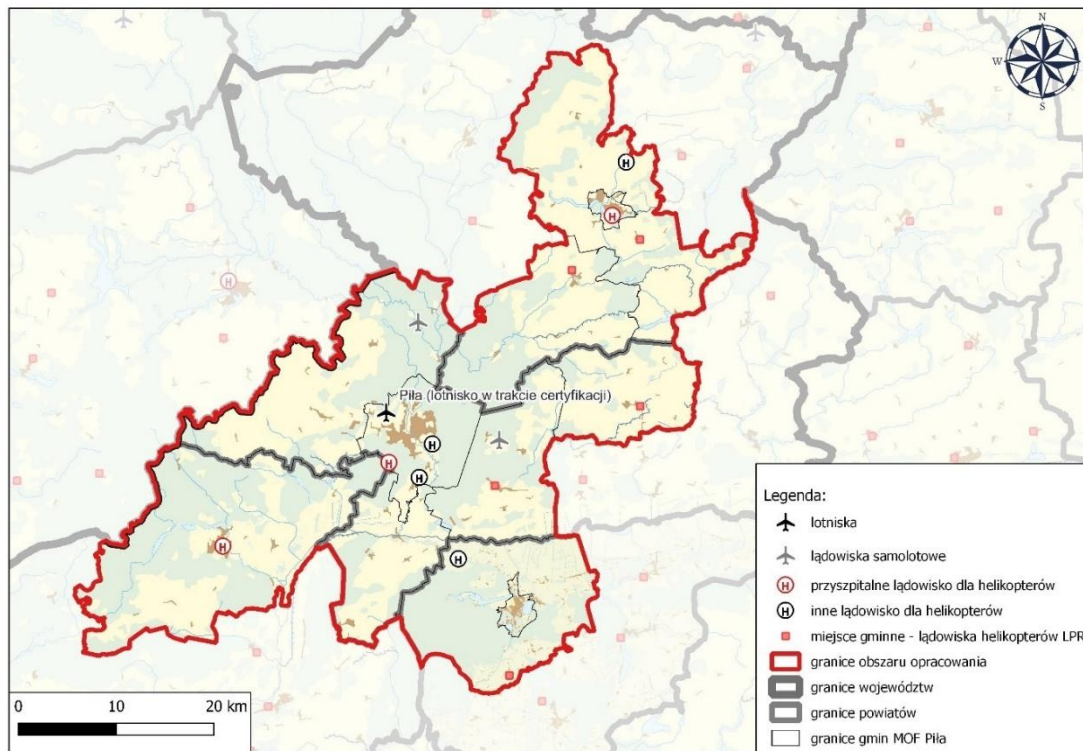 N
W
E
S
Piła (lotnisko w trakcie certyfikacji)
H
H
H
H
H
H
H
H
Legenda:
lotniska
lądowiska samolotowe
H przyszpitalne lądowisko dla helikopterów
H inne lądowisko dla helikopterów
miejsce gminne - lądowiska helikopterów LPR
granice obszaru opracowania
granice województw
granice powiatów
granice gmin MOF Piła
0 10 20 km